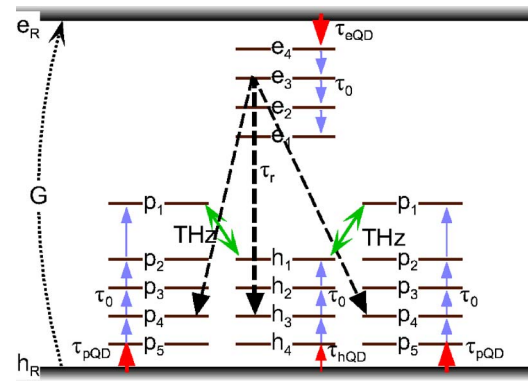 e_R
τ_eQD
e_4
e_3
τ_0
e_2
e_1
τ_r
G
p_1
p_1
THz
THz
p_2
h_1
p_2
τ_0
p_3
h_2
τ_0
p_3
τ_0
p_4
h_3
p_4
τ_pQD
p_5
h_4
τ_hQD
p_5
τ_pQD
h_R